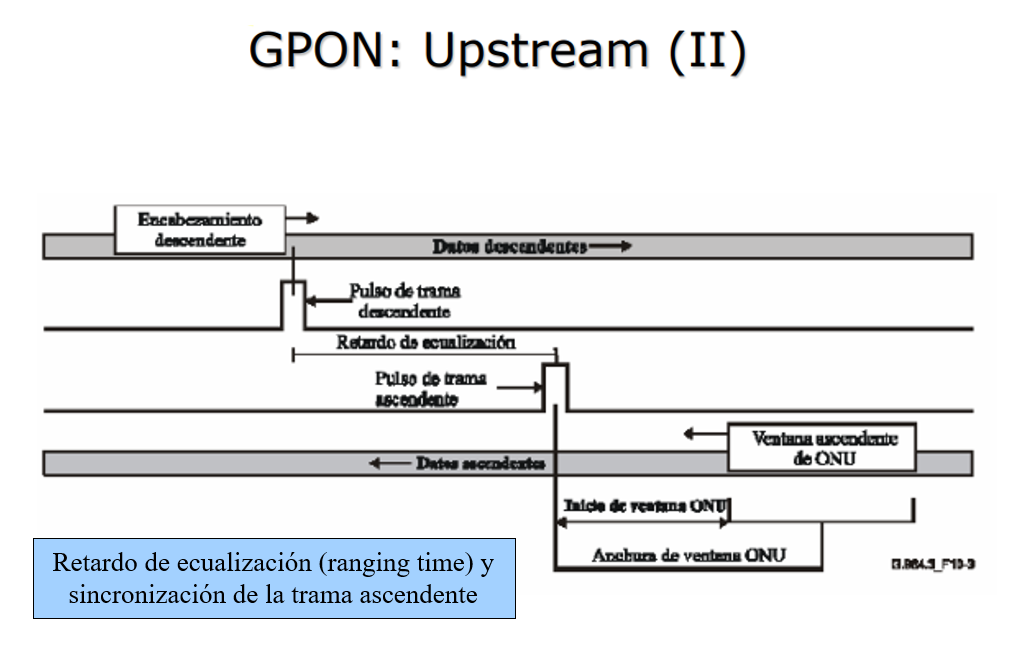 GPON: Upstream (II)
Encabezamiento
descendente
Datos descendentes
Pulso de trama
descendente
Retardo de ecualización
Pulso de trama
ascendente
Ventana ascendente
de ONU
Datos ascendentes
Inicio de ventana ONU
Anchura de ventana ONU
G.984.3_F10-3
Retardo de ecualización (ranging time) y
sincronización de la trama ascendente